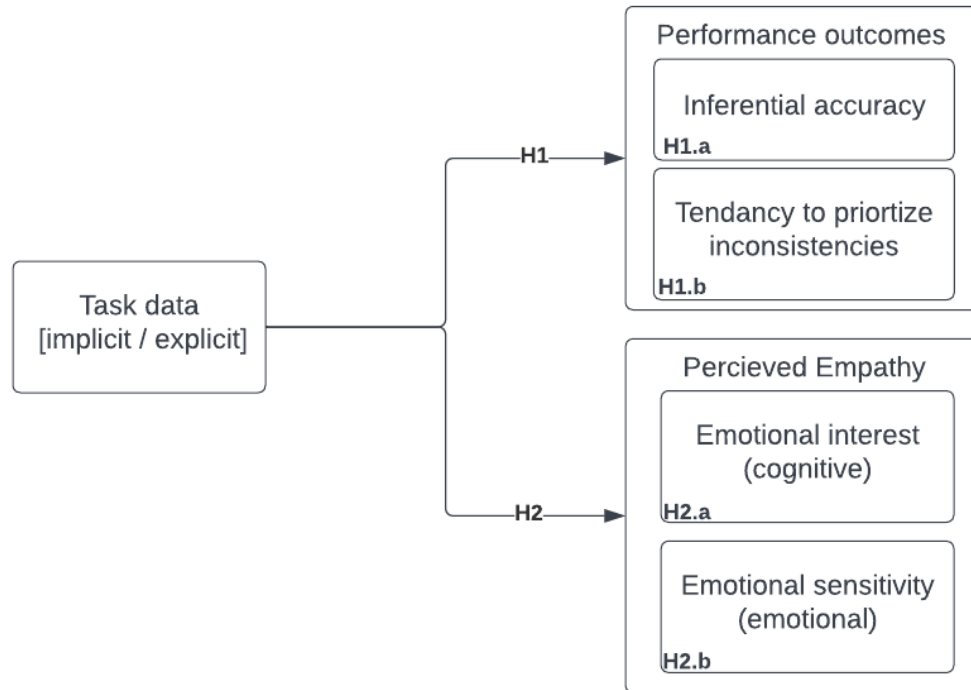 Performance outcomes
Inferential accuracy
H1.a
H1
Tendancy to priortize
inconsistencies
H1.b
Task data
[implicit / explicit]
Percieved Empathy
Emotional interest
(cognitive)
H2.a
H2
Emotional sensitivity
(emotional)
H2.b